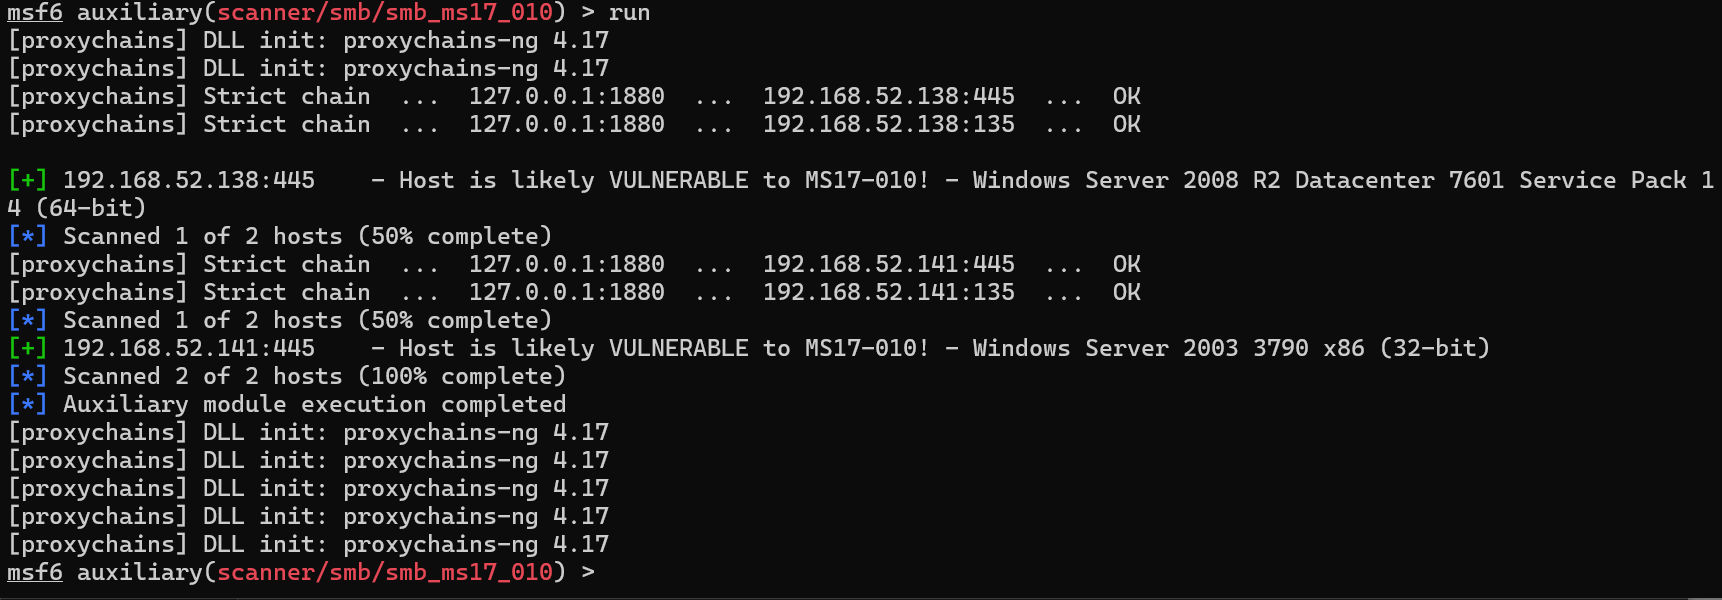 msf6 auxiliary(scanner/smb/smb_ms17_010) > run
[proxychains] DLL init: proxychains-ng 4.17
[proxychains] DLL init: proxychains-ng 4.17
[proxychains] Strict chain  ...  127.0.0.1:1880  ...  192.168.52.138:445  ...  OK
[proxychains] Strict chain  ...  127.0.0.1:1880  ...  192.168.52.138:135  ...  OK
[+] 192.168.52.138:445    - Host is likely VULNERABLE to MS17-010! - Windows Server 2008 R2 Datacenter 7601 Service Pack 1
4 (64-bit)
[*] Scanned 1 of 2 hosts (50% complete)
[proxychains] Strict chain  ...  127.0.0.1:1880  ...  192.168.52.141:445  ...  OK
[proxychains] Strict chain  ...  127.0.0.1:1880  ...  192.168.52.141:135  ...  OK
[*] Scanned 1 of 2 hosts (50% complete)
[+] 192.168.52.141:445    - Host is likely VULNERABLE to MS17-010! - Windows Server 2003 3790 x86 (32-bit)
[*] Scanned 2 of 2 hosts (100% complete)
[*] Auxiliary module execution completed
[proxychains] DLL init: proxychains-ng 4.17
[proxychains] DLL init: proxychains-ng 4.17
[proxychains] DLL init: proxychains-ng 4.17
[proxychains] DLL init: proxychains-ng 4.17
[proxychains] DLL init: proxychains-ng 4.17
msf6 auxiliary(scanner/smb/smb_ms17_010) >